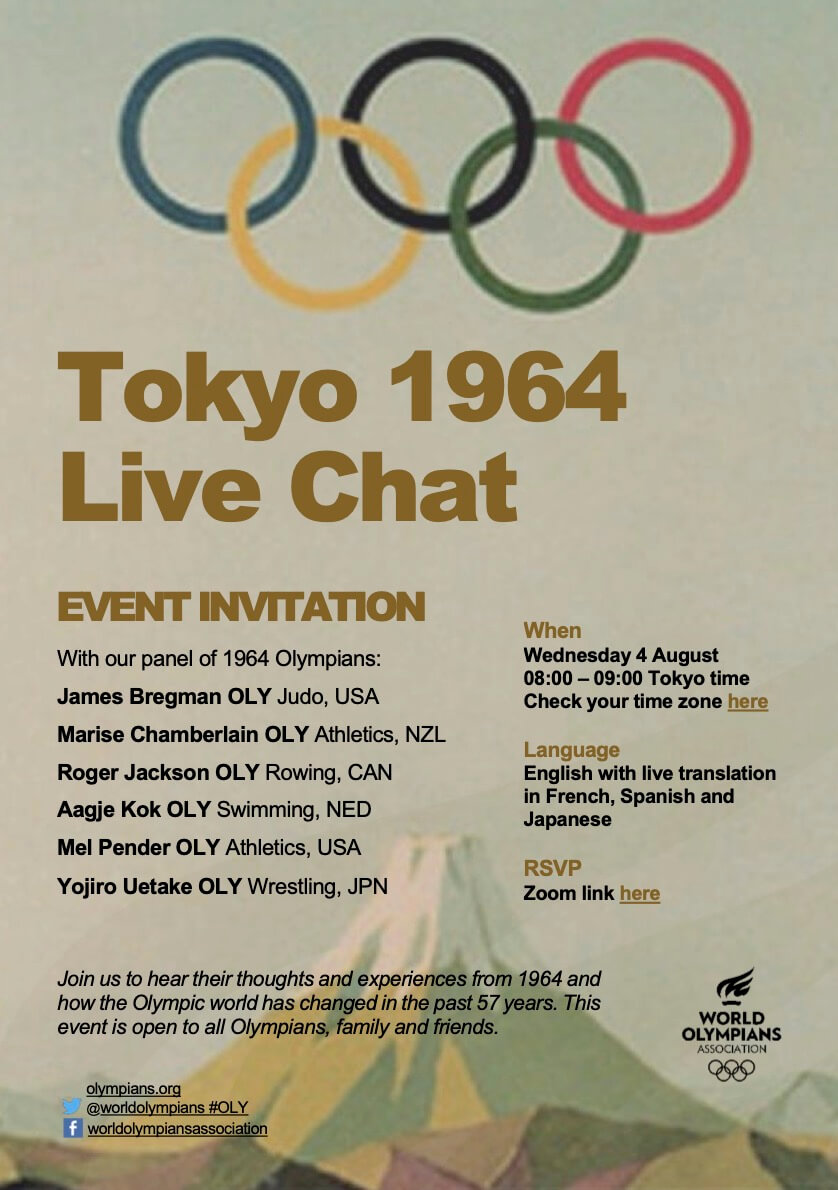 Tokyo 1964
Live Chat
EVENT INVITATION
With our panel of 1964 Olympians:
James Bregman OLY Judo, USA
Marise Chamberlain OLY Athletics, NZL
Roger Jackson OLY Rowing, CAN
Aagje Kok OLY Swimming, NED
Mel Pender OLY Athletics, USA
Yojiro Uetake OLY Wrestling, JPN
When
Wednesday 4 August
08:00 – 09:00 Tokyo time
Check your time zone here
Language
English with live translation
in French, Spanish and
Japanese
RSVP
Zoom link here
Join us to hear their thoughts and experiences from 1964 and
how the Olympic world has changed in the past 57 years. This
event is open to all Olympians, family and friends.
WORLD
OLYMPIANS
ASSOCIATION
olympians.org
@worldolympians #OLY
worldolympiansassociation